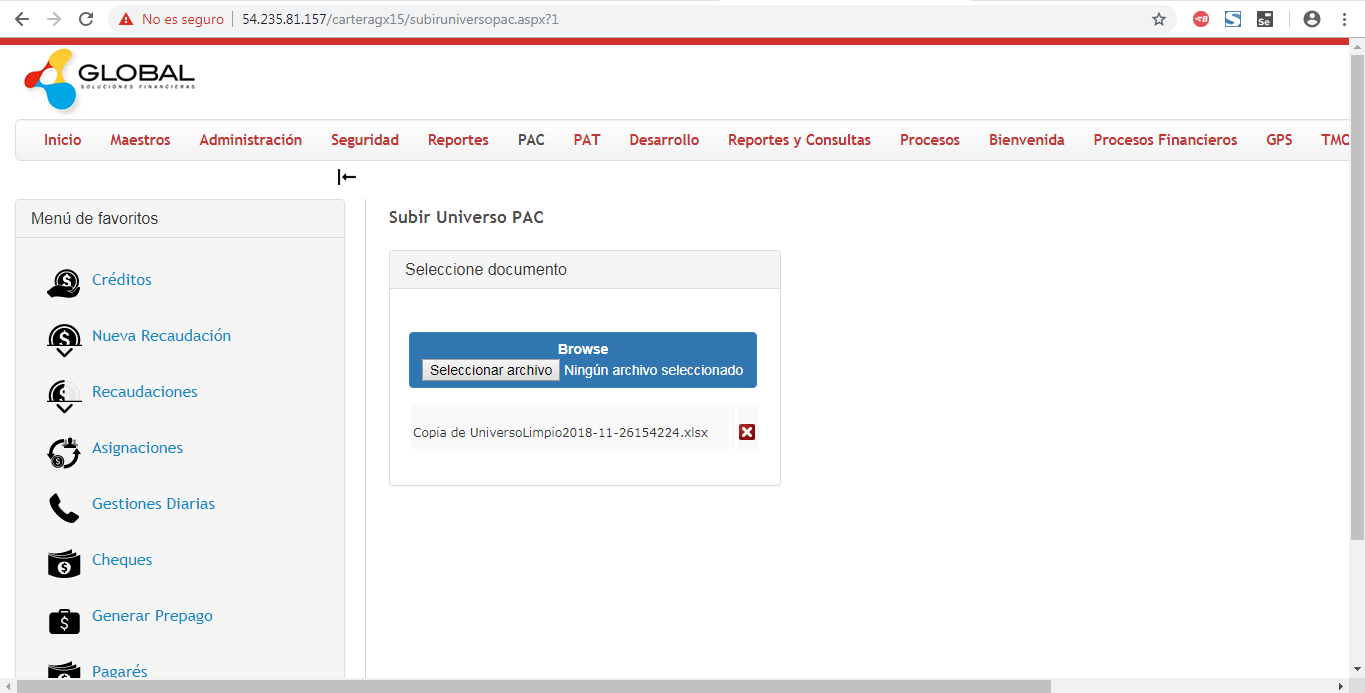 No es seguro 54.235.81.157/carteragx15/subiruniversopac.aspx?1
GLOBAL
SOLUCIONES FINANCIERAS
Inicio Maestros Administración Seguridad Reportes PAC PAT Desarrollo Reportes y Consultas Procesos Bienvenida Procesos Financieros GPS TMO
Menú de favoritos
Créditos
Nueva Recaudación
Recaudaciones
Asignaciones
Gestiones Diarias
Cheques
Generar Prepago
Pagarés
Subir Universo PAC
Seleccione documento
Browse
Seleccionar archivo Ningún archivo seleccionado
Copia de UniversoLimpio2018-11-26154224.xlsx